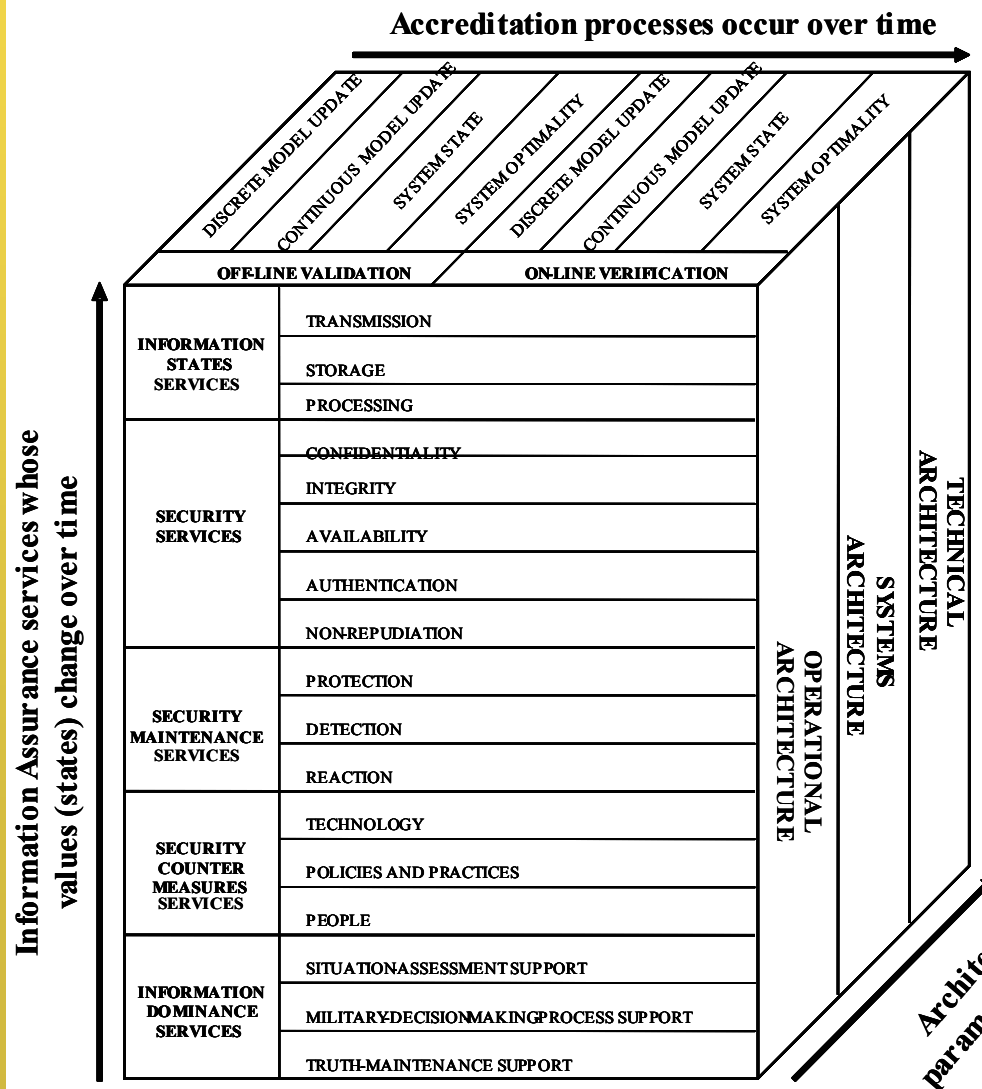 Accreditation processes occur over time
DISCRETE MODEL UPDATE
CONTINUOUS MODEL UPDATE
SYSTEM STATE
SYSTEM OPTIMALITY
DISCRETE MODEL UPDATE
CONTINUOUS MODEL UPDATE
SYSTEM STATE
SYSTEM OPTIMALITY
OFF-LINE VALIDATION
ON-LINE VERIFICATION
Information Assurance services whose
values (states) change over time
INFORMATION
STATES
SERVICES
TRANSMISSION
STORAGE
PROCESSING
SECURITY
SERVICES
CONFIDENTIALITY
INTEGRITY
AVAILABILITY
AUTHENTICATION
NON-REPUDIATION
SECURITY
MAINTENANCE
SERVICES
PROTECTION
DETECTION
REACTION
SECURITY
COUNTER
MEASURES
SERVICES
TECHNOLOGY
POLICIES AND PRACTICES
PEOPLE
INFORMATION
DOMINANCE
SERVICES
SITUATION ASSESSMENT SUPPORT
MILITARY-DECISIONMAKING PROCESS SUPPORT
TRUTH-MAINTENANCE SUPPORT
OPERATIONAL
ARCHITECTURE
SYSTEMS
ARCHITECTURE
TECHNICAL
ARCHITECTURE
Archite
param